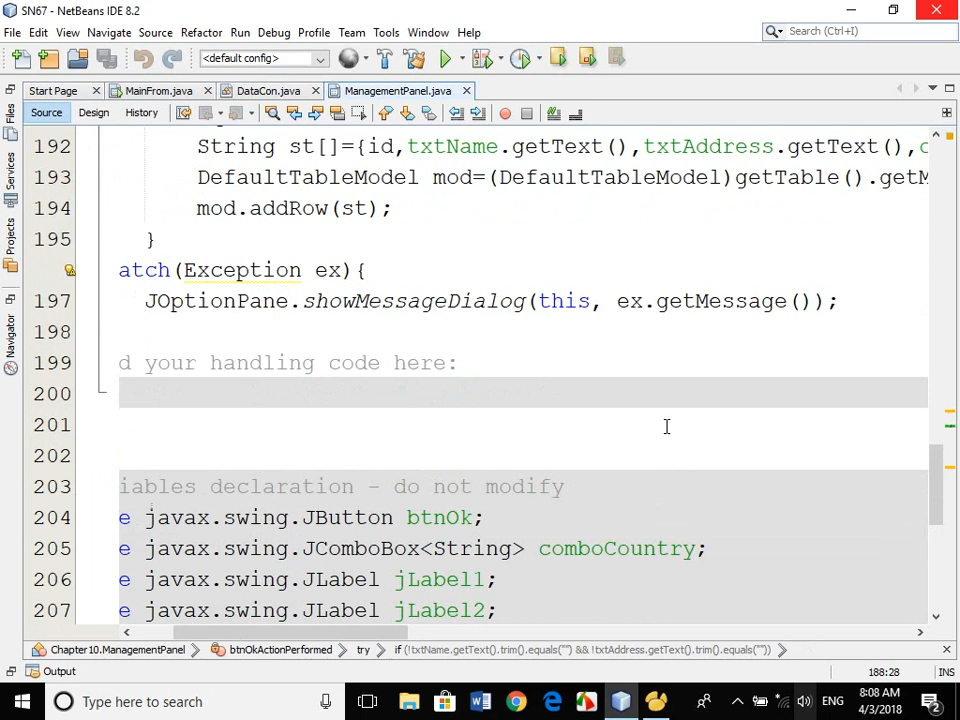 SN67 - NetBeans IDE 8.2
File Edit View Navigate Source Refactor Run Debug Profile Team Tools Window Help
<default config>
Search (Ctrl+I)
Start Page MainFrom.java DataCon.java ManagementPanel.java
Source Design History
192 String st[]={id,txtName.getText(),txtAddress.getText(),c
193 DefaultTableModel mod=(DefaultTableModel)getTable().getM
194 mod.addRow(st);
195 }
atch(Exception ex){
197 JOptionPane.showMessageDialog(this, ex.getMessage());
198
199 d your handling code here:
200
201
202
203 iables declaration - do not modify
204 e javax.swing.JButton btnOk;
205 e javax.swing.JComboBox<String> comboCountry;
206 e javax.swing.JLabel jLabel1;
207 e javax.swing.JLabel jLabel2;
Files
Services
Projects
Navigator
Chapter10.ManagementPanel btnOkActionPerformed try if (!txtName.getText().trim().equals("") && !txtAddress.getText().trim().equals(""))
Output
188:28 INS
Type here to search
ENG
8:08 AM
4/3/2018
2